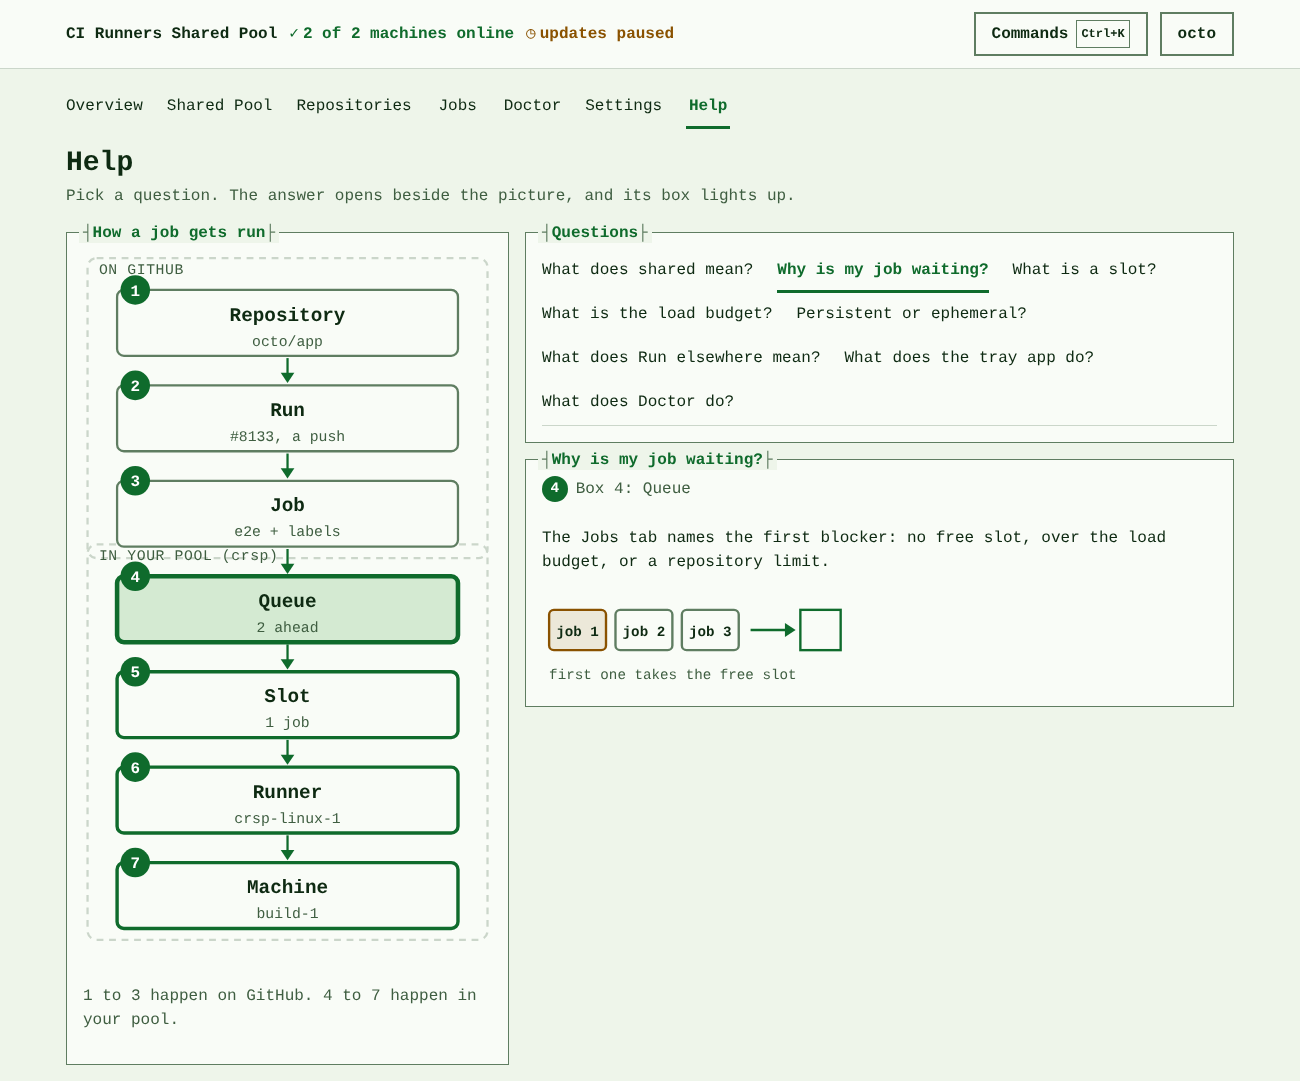 CI Runners Shared Pool ✓ 2 of 2 machines online ◷ updates paused
Commands Ctrl+K
octo
Overview Shared Pool Repositories Jobs Doctor Settings Help
Help
Pick a question. The answer opens beside the picture, and its box lights up.
How a job gets run
ON GITHUB
1
Repository
octo/app
2
Run
#8133, a push
3
Job
e2e + labels
IN YOUR POOL (crsp)
4
Queue
2 ahead
5
Slot
1 job
6
Runner
crsp-linux-1
7
Machine
build-1
1 to 3 happen on GitHub. 4 to 7 happen in
your pool.
Questions
What does shared mean? Why is my job waiting? What is a slot?
What is the load budget? Persistent or ephemeral?
What does Run elsewhere mean? What does the tray app do?
What does Doctor do?
Why is my job waiting?
4 Box 4: Queue
The Jobs tab names the first blocker: no free slot, over the load
budget, or a repository limit.
job 1 job 2 job 3
first one takes the free slot